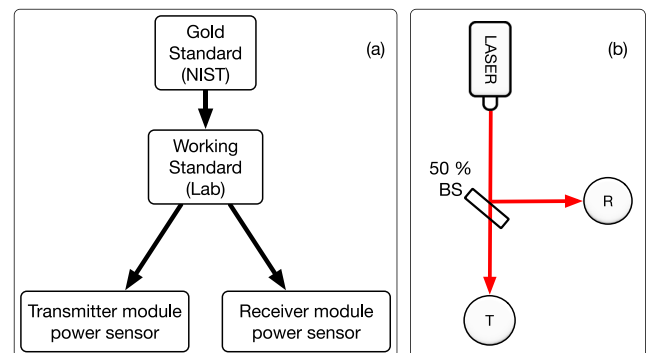 Gold
Standard
(NIST)
(a)
Working
Standard
(Lab)
Transmitter module
power sensor
Receiver module
power sensor
(b)
LASER
50 %
BS
R
T